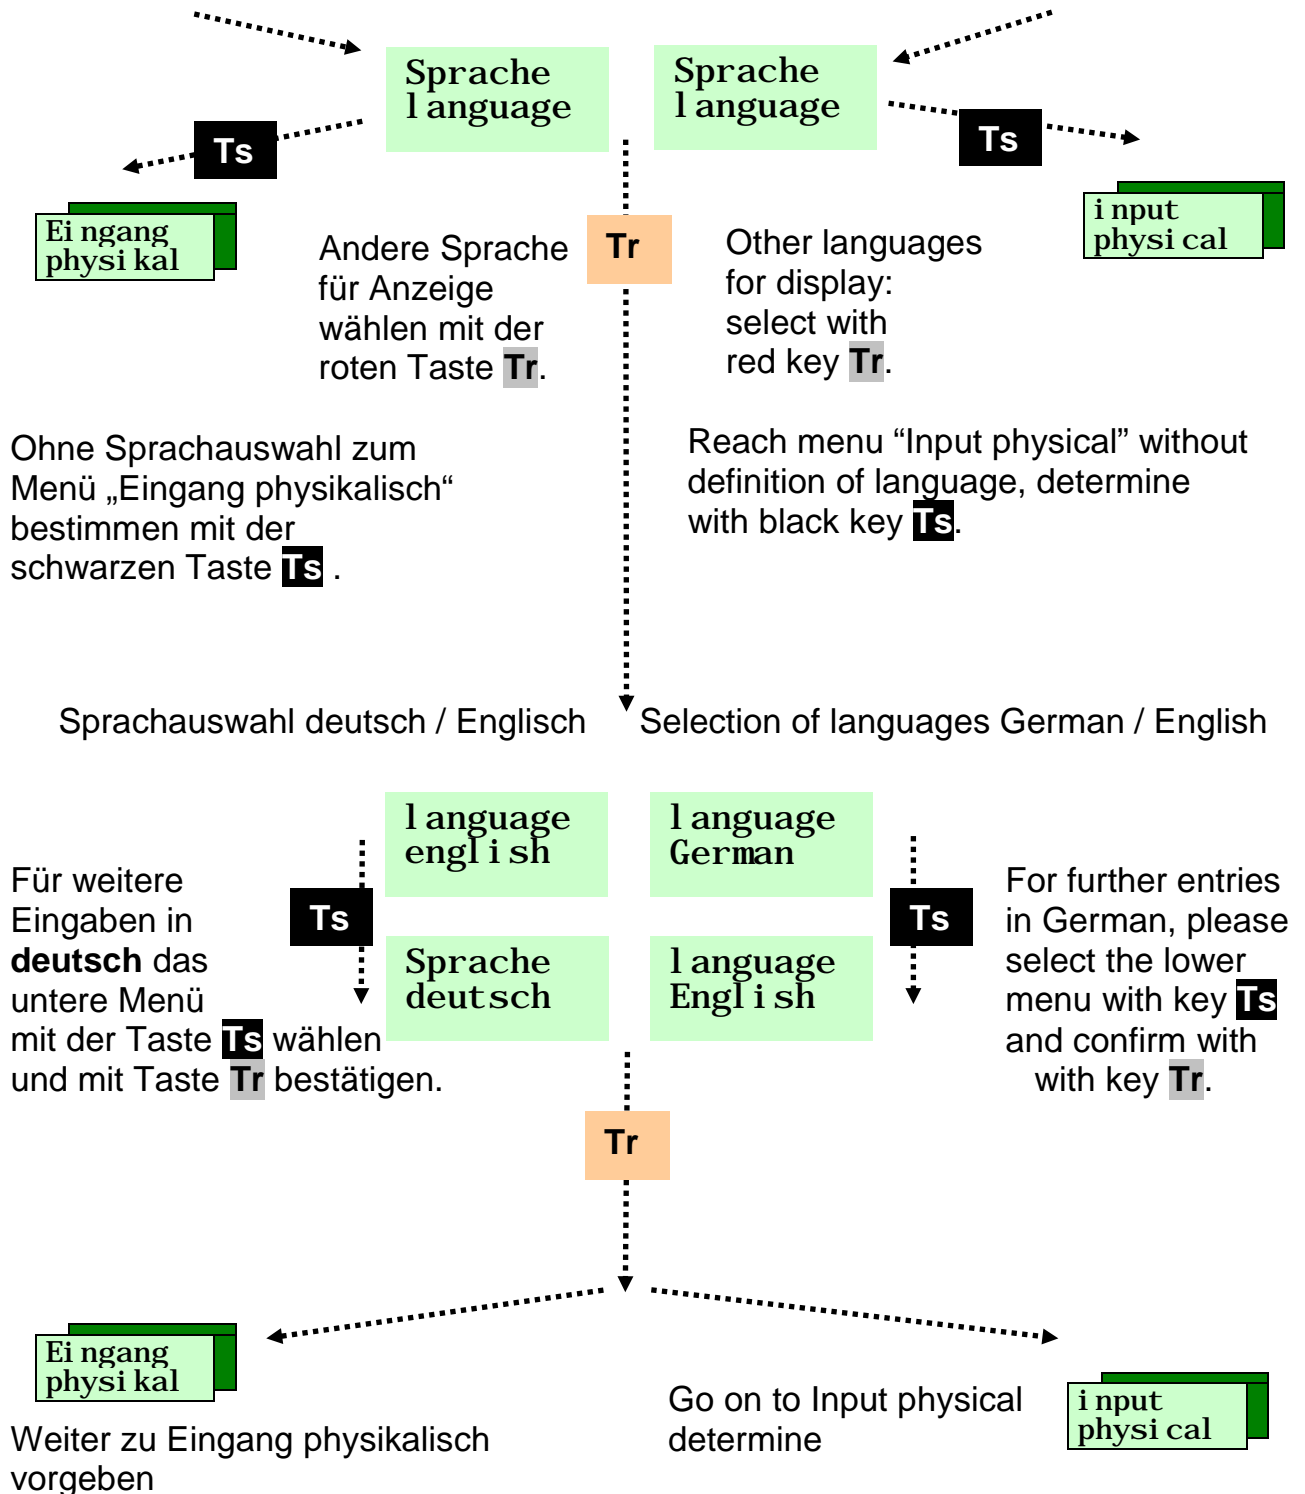 Sprache
language
Sprache
language
Ts
Ts
Eingang
physikal
input
physical
Andere Sprache
für Anzeige
wählen mit der
roten Taste Tr.
Tr
Other languages
for display:
select with
red key Tr.
Ohne Sprachauswahl zum
Menü „Eingang physikalisch“
bestimmen mit der
schwarzen Taste Ts .
Reach menu “Input physical” without
definition of language, determine
with black key Ts.
Sprachauswahl deutsch / Englisch
Selection of languages German / English
language
english
language
German
Für weitere
Eingaben in
deutsch das
untere Menü
mit der Taste Ts wählen
und mit Taste Tr bestätigen.
Ts
Sprache
deutsch
language
English
Ts
For further entries
in German, please
select the lower
menu with key Ts
and confirm with
with key Tr.
Tr
Eingang
physikal
Weiter zu Eingang physikalisch
vorgeben
Go on to Input physical
determine
input
physical